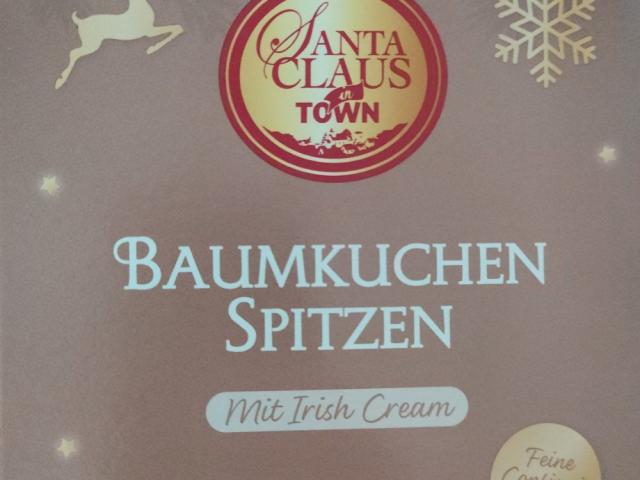 SANTA
CLAUS
in
TOWN
BAUMKUCHEN
SPITZEN
Mit Irish Cream
Feine